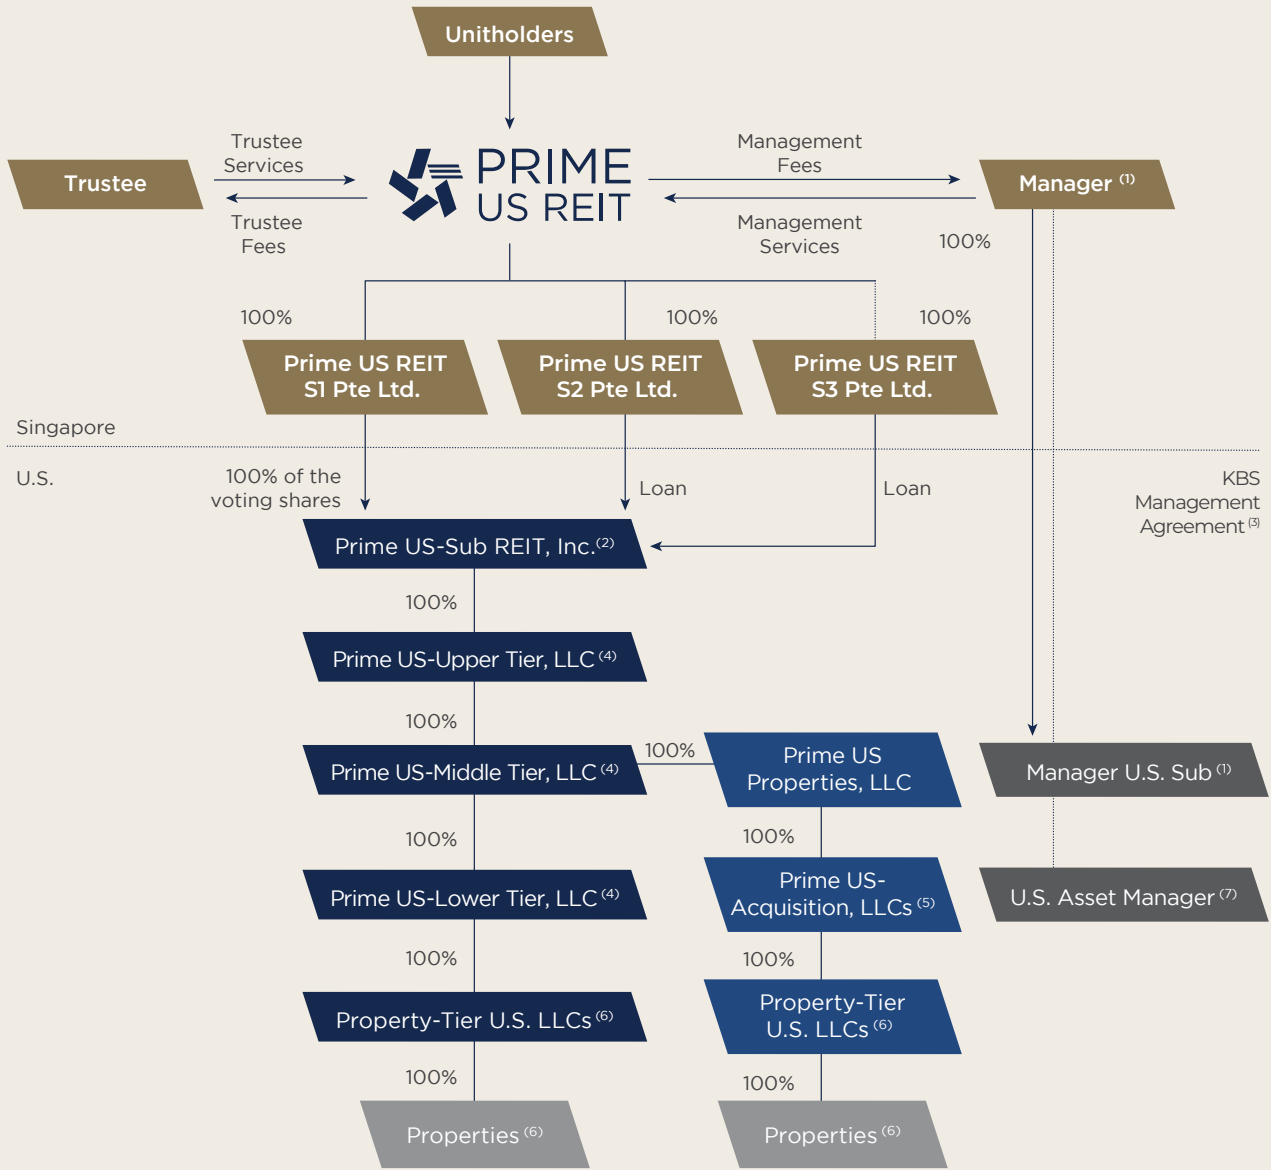 Unitholders
Trustee
Services
Management
Fees
Trustee
PRIME
US REIT
Manager (1)
Trustee
Fees
Management
Services
100%
100%
100%
100%
Prime US REIT
S1 Pte Ltd.
Prime US REIT
S2 Pte Ltd.
Prime US REIT
S3 Pte Ltd.
Singapore
U.S.
100% of the
voting shares
Loan
Loan
KBS
Management
Agreement (3)
Prime US-Sub REIT, Inc.(2)
100%
Prime US-Upper Tier, LLC (4)
100%
Prime US-Middle Tier, LLC (4)
100%
Prime US
Properties, LLC
Manager U.S. Sub (1)
100%
100%
Prime US-Lower Tier, LLC (4)
Prime US-
Acquisition, LLCs (5)
U.S. Asset Manager (7)
100%
100%
Property-Tier U.S. LLCs (6)
Property-Tier
U.S. LLCs (6)
100%
100%
Properties (6)
Properties (6)